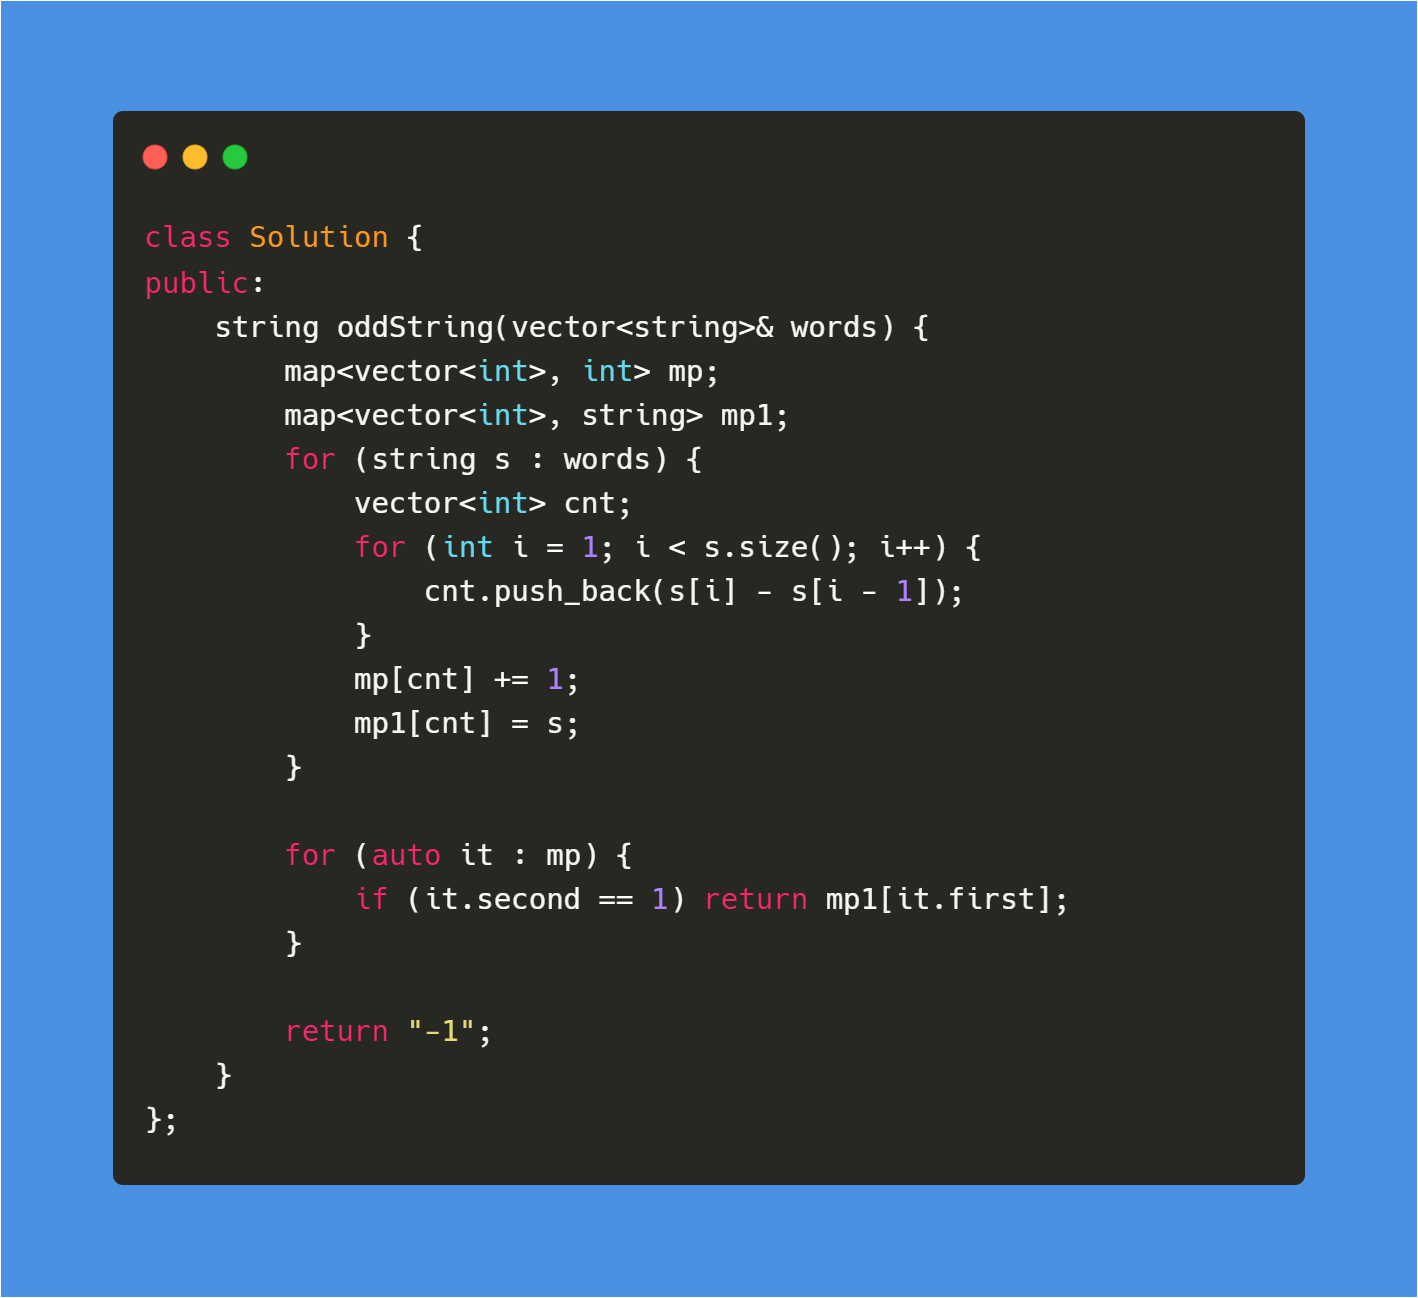 class Solution {
public:
    string oddString(vector<string>& words) {
        map<vector<int>, int> mp;
        map<vector<int>, string> mp1;
        for (string s : words) {
            vector<int> cnt;
            for (int i = 1; i < s.size(); i++) {
                cnt.push_back(s[i] - s[i - 1]);
            }
            mp[cnt] += 1;
            mp1[cnt] = s;
        }

        for (auto it : mp) {
            if (it.second == 1) return mp1[it.first];
        }

        return "-1";
    }
};